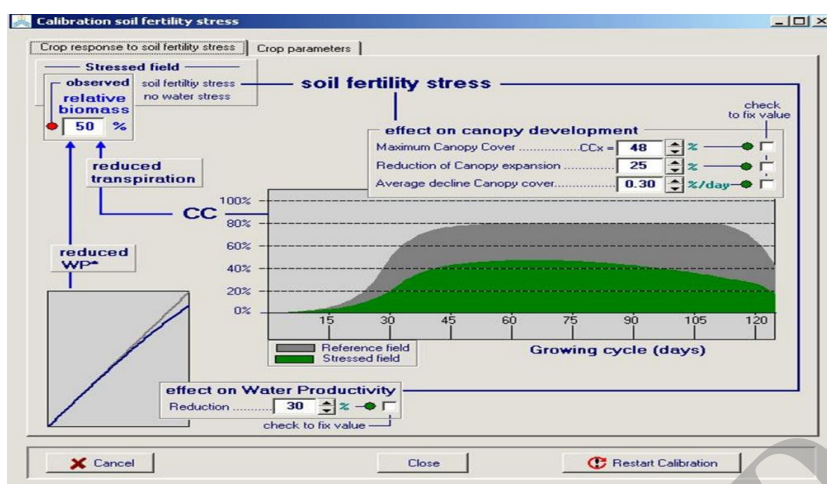 Calibration soil fertility stress
Crop response to soil fertility stress
Crop parameters
Stressed field
observed
soil fertiltiy stress
no water stress
relative
biomass
50 %
soil fertility stress
check
to fix value
effect on canopy development
Maximum Canopy Cover ..............CCx = 48 %
Reduction of Canopy expansion ............ 25 %
Average decline Canopy cover.............. 0.30 %/day
reduced
transpiration
CC
100%
80%
60%
40%
20%
0%
15 30 45 60 75 90 105 120
Reference field
Stressed field
Growing cycle (days)
reduced
WP*
effect on Water Productivity
Reduction .......... 30 %
check to fix value
Cancel
Close
Restart Calibration